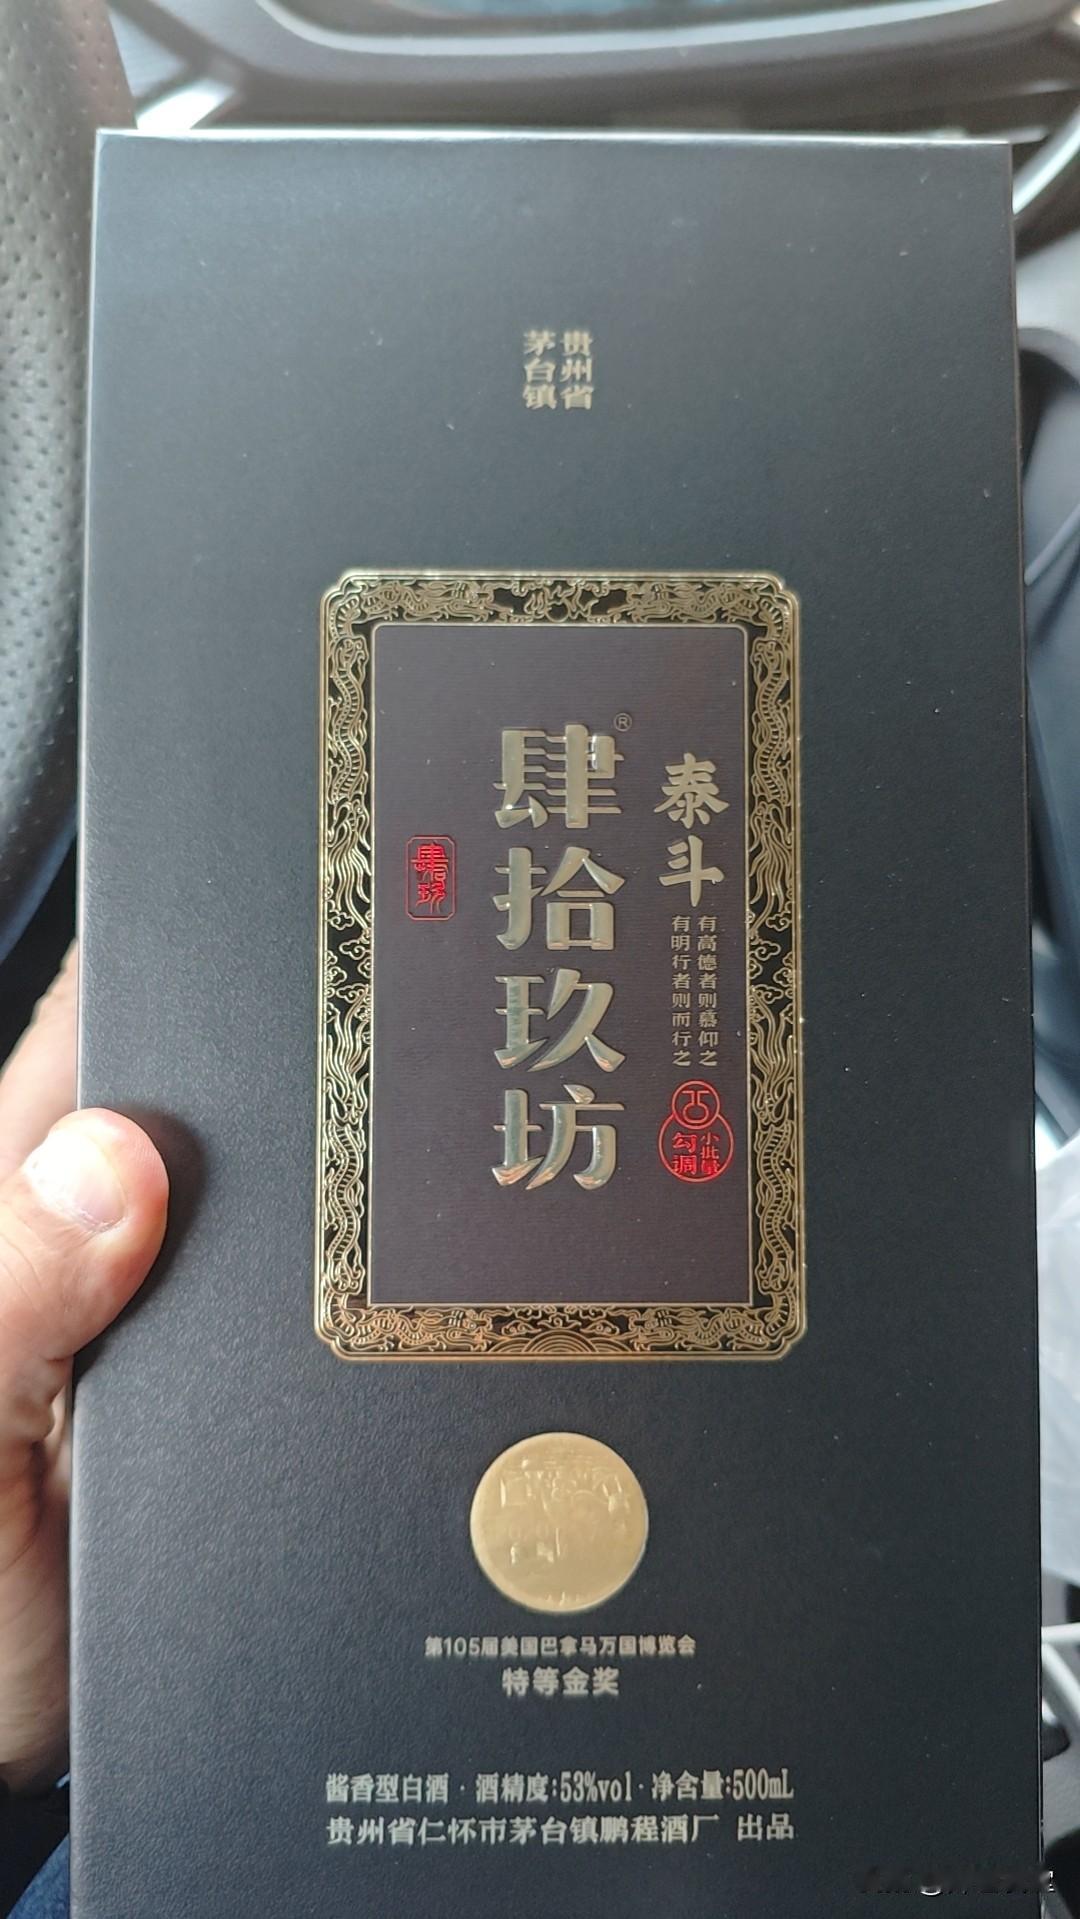 贵州省
茅台镇
泰斗
有高德者则慕仰之
有明行者则而行之
小批量
勾调
肆拾玖坊®
肆拾玖坊
第105届美国巴拿马万国博览会
特等金奖
酱香型白酒·酒精度:53%vol·净含量:500mL
贵州省仁怀市茅台镇鹏程酒厂 出品